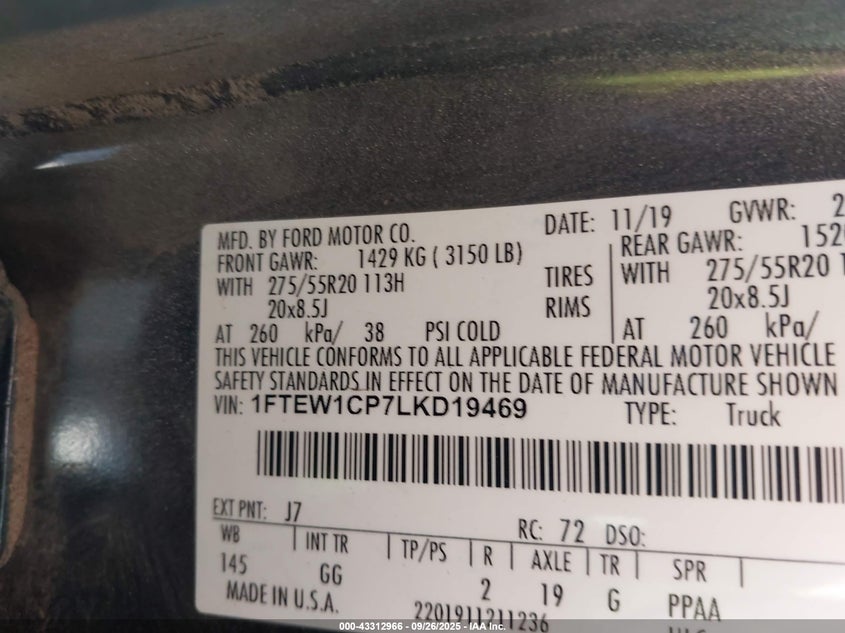 MFD. BY FORD MOTOR CO. DATE: 11/19 GVWR:
FRONT GAWR: 1429 KG ( 3150 LB) REAR GAWR:
WITH 275/55R20 113H TIRES WITH 275/55R20
20x8.5J RIMS 20x8.5J
AT 260 kPa/ 38 PSI COLD AT 260 kPa/
THIS VEHICLE CONFORMS TO ALL APPLICABLE FEDERAL MOTOR VEHICLE
SAFETY STANDARDS IN EFFECT ON THE DATE OF MANUFACTURE SHOWN
VIN: 1FTEW1CP7LKD19469 TYPE: Truck
EXT PNT: J7 RC: 72 DSO:
WB INT TR TP/PS R AXLE TR SPR
145 GG 2 19 G PPAA
MADE IN U.S.A. 2201911211236
000-43312966 - 09/26/2025 - IAA, Inc.